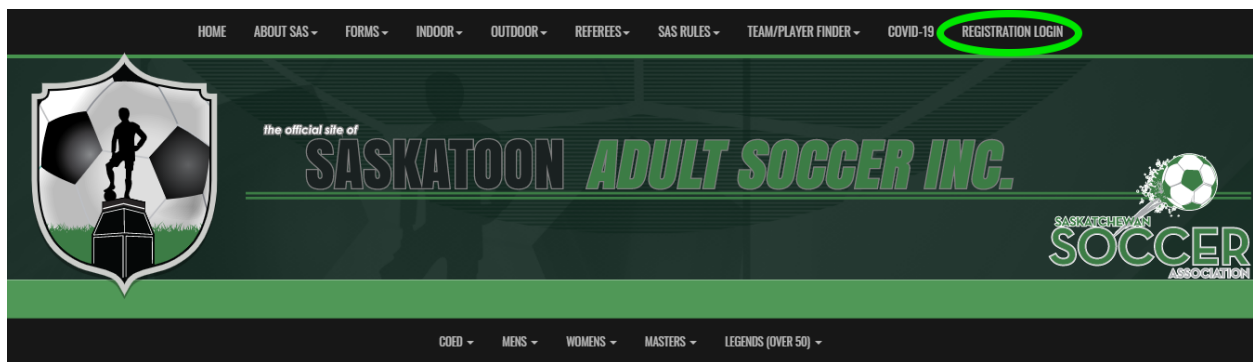 HOME ABOUT SAS FORMS INDOOR OUTDOOR REFEREES SAS RULES TEAM/PLAYER FINDER COVID-19 REGISTRATION LOGIN
the official site of
SASKATOON ADULT SOCCER INC.
SASKATCHEWAN
SOCCER
ASSOCIATION
COED MENS WOMENS MASTERS LEGENDS (OVER 50)